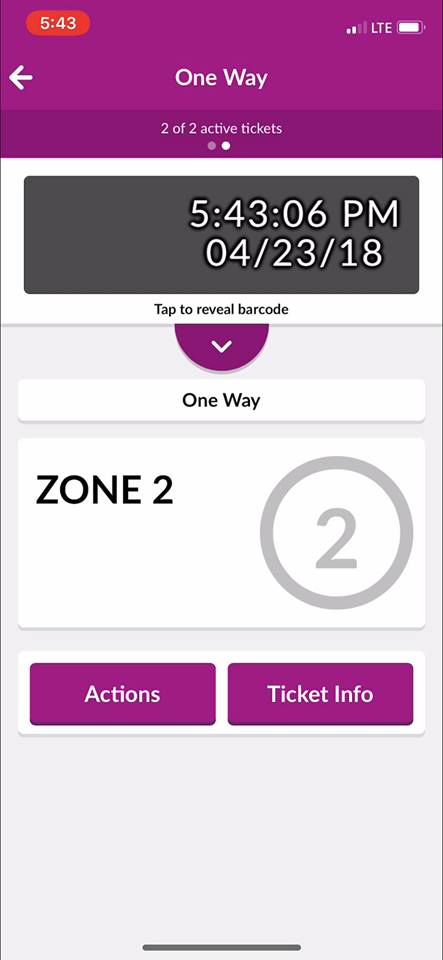 5:43
LTE
One Way
2 of 2 active tickets
5:43:06 PM
04/23/18
Tap to reveal barcode
One Way
ZONE 2
2
Actions
Ticket Info